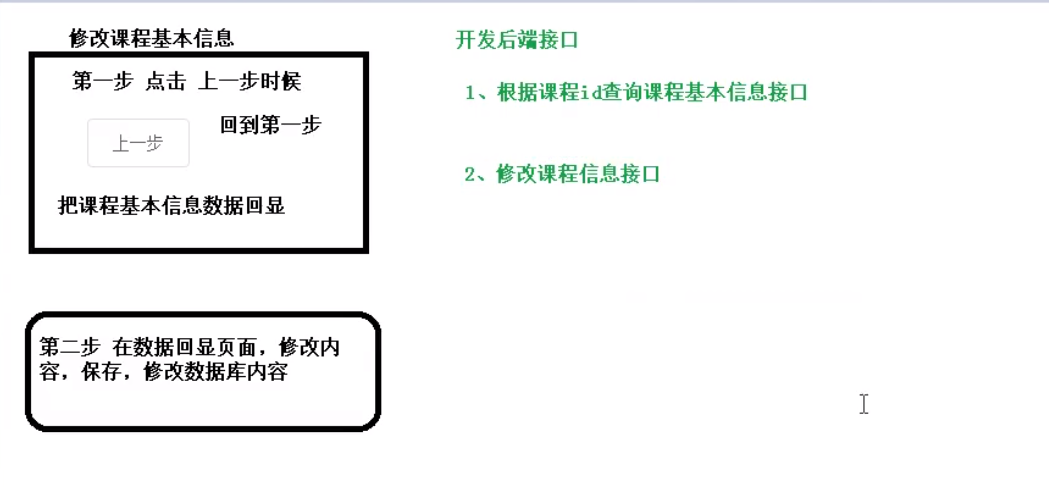 修改课程基本信息
第一步 点击 上一步时候
上一步
回到第一步
把课程基本信息数据回显
第二步 在数据回显页面，修改内
容，保存，修改数据库内容
开发后端接口
1、根据课程id查询课程基本信息接口
2、修改课程信息接口